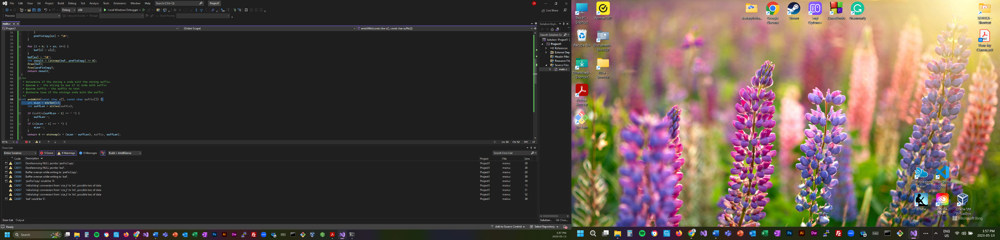 File Edit View Git Project Build Debug Test Analyze Tools Extensions Window Help Search (Ctrl+Q) Project1 JA
Debug x64 Local Windows Debugger Live Share
Process: Lifecycle Events Thread: Stack Frame:
main.c
Project1 (Global Scope) endsWith(const char s[], const char suffix[])
31 }
32 preFixCopy[sz] = '\0';
33 }
34
35 for (i = 0; i < sz; i++) {
36 buf[i] = s[i];
37 }
38 buf[sz] = '\0';
39 int result = (strcmp(buf, preFixCopy) == 0);
40 free(buf);
41 free(preFixCopy);
42 return result;
43 }
44 /**
45 * Determine if the string s ends with the string suffix.
46 * @param s - the string to see if it ends with suffix
47 * @param suffix - the suffix to test
48 * @returns true if the strings ends with the suffix.
49 */
50 int endsWith(const char s[], const char suffix[]) {
51 int sLen = strlen(s);
52 int suffLen = strlen(suffix);
53
54 if (suffix[suffLen - 1] == ' ') {
55 suffLen--;
56 }
57 if (s[sLen - 1] == ' ') {
58 sLen--;
59 }
60 return 0 == strncmp(s + (sLen - suffLen), suffix, suffLen);
61 }
93 % 0 6 Ln: 50 Ch: 52 SPC LF
Solution Expl...
Search Solution Ex
Solution 'Project1' (
Project1
References
External Dep
Header Files
Resource File
Source Files
main.c
Solution... Git Chan...
Error List
Entire Solution 0 Errors 9 Warnings 0 Messages Build + IntelliSense Search Error List
Code Description Project File Line
C6011 Dereferencing NULL pointer 'preFixCopy'. Project1 main.c 28
C6011 Dereferencing NULL pointer 'buf'. Project1 main.c 38
C6386 Buffer overrun while writing to 'preFixCopy'. Project1 main.c 20
C6386 Buffer overrun while writing to 'buf'. Project1 main.c 38
C6387 'preFixCopy' could be '0'. Project1 main.c 39
C4267 'initializing': conversion from 'size_t' to 'int', possible loss of data Project1 main.c 15
C4267 'initializing': conversion from 'size_t' to 'int', possible loss of data Project1 main.c 51
C4267 'initializing': conversion from 'size_t' to 'int', possible loss of data Project1 main.c 52
C6387 'buf' could be '0'. Project1 main.c 39
Error List Output
Ready Add to Source Control Select Repository
Search 1:57 PM
2023-05-13
This PC -
Shortcut
Norton 360
Recycle Bin
Documents -
Shortcut
Downloads -
Shortcut
Julia -
Shortcut
Adobe
Acrobat
Git Bash
Metasploita...
Google
Chrome
Steam
Logi
Options+
CodeBlocks
Grammarly
SENECA -
Shortcut
PDF
View My
Classes.pdf
Cloudpaging
Player
Visual Studio
Code
Kindle
Adobe
Creati...
Oracle VM
VirtualBox
Microsoft Bing
ENG
US
1:57 PM
2023-05-13